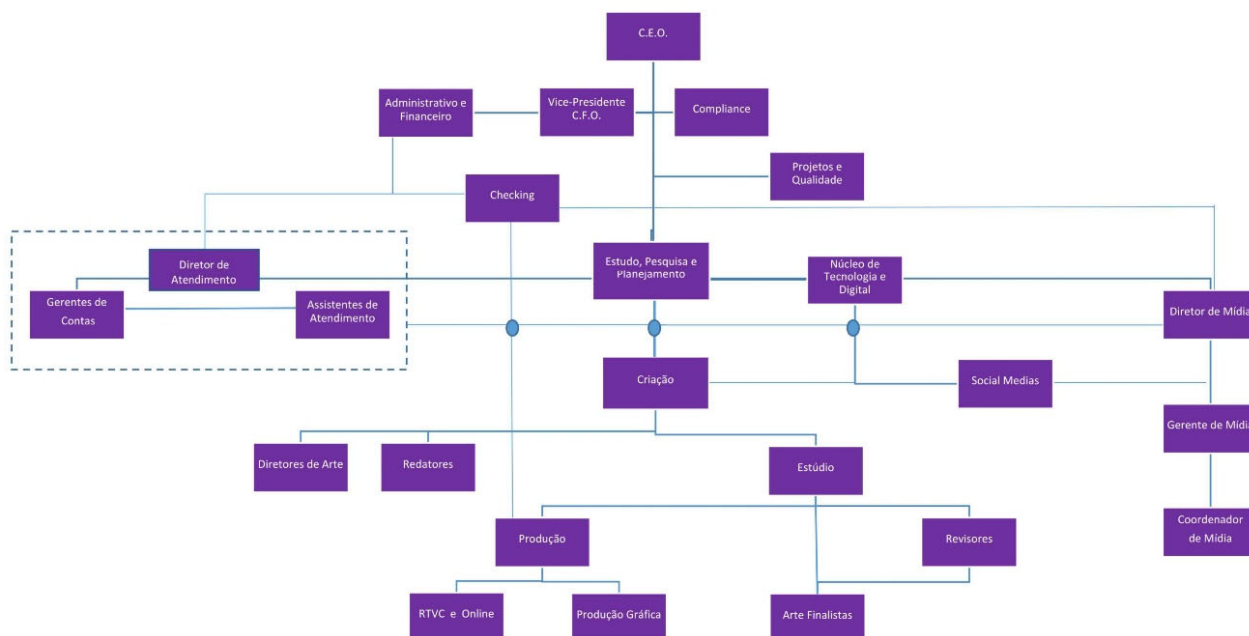 C.E.O.
Administrativo e
Financeiro
Vice-Presidente
C.F.O.
Compliance
Projetos e
Qualidade
Checking
Diretor de
Atendimento
Estudo, Pesquisa e
Planejamento
Núcleo de
Tecnologia e
Digital
Gerentes de
Contas
Assistentes de
Atendimento
Diretor de Mídia
Criação
Social Medias
Gerente de Mídia
Diretores de Arte
Redatores
Estúdio
Produção
Revisores
Coordenador
de Mídia
RTVC e Online
Produção Gráfica
Arte Finalistas